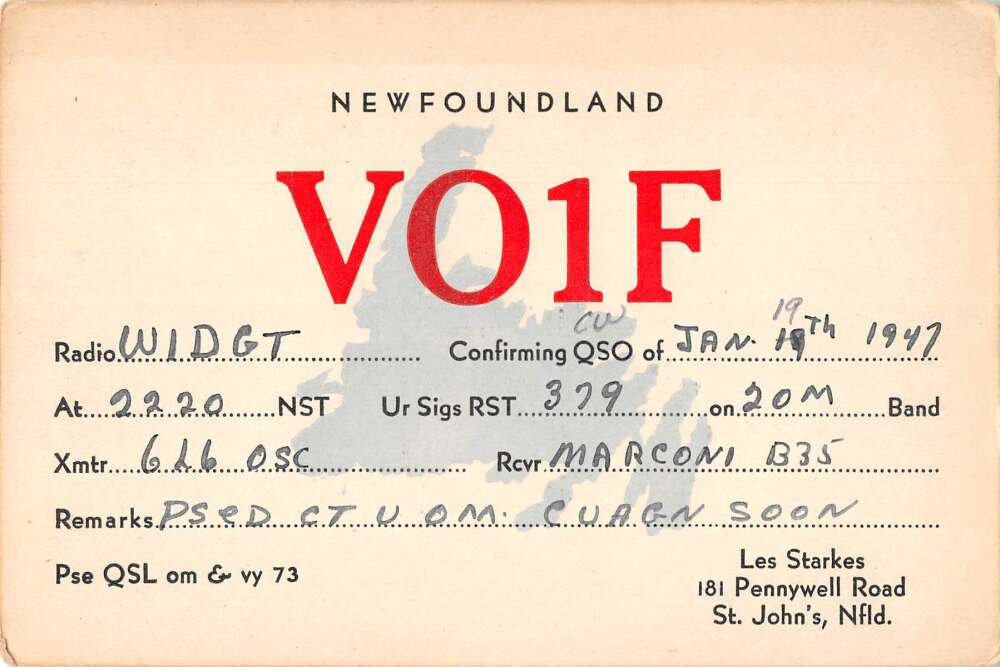 NEWFOUNDLAND
VO1F
Radio W1DGT Confirming CW QSO of JAN. 19 19th 1947
At 2220 NST Ur Sigs RST 379 on 20M Band
Xmtr 616 OSC Rcvr MARCONI B35
Remarks PSED CT U OM. CUAGN SOON
Pse QSL om & vy 73
Les Starkes
181 Pennywell Road
St. John's, Nfld.